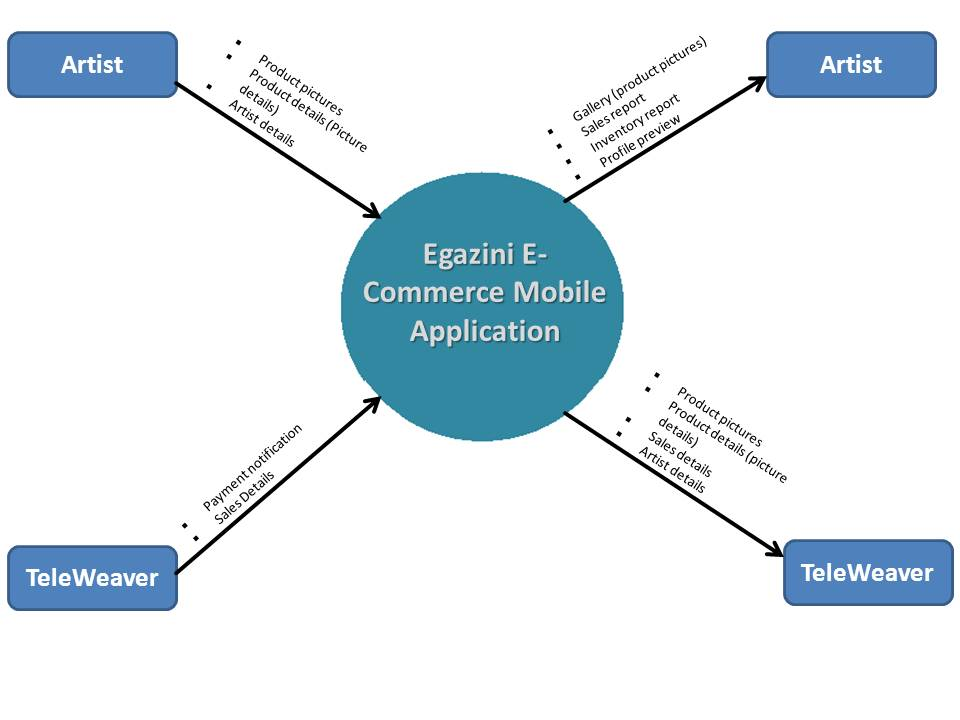 Artist
Product pictures
Product details (Picture
details)
Artist details
Gallery (product pictures)
Sales report
Inventory report
Profile preview
Artist
Egazini E-
Commerce Mobile
Application
Payment notification
Sales Details
TeleWeaver
Product pictures
Product details (picture
details)
Sales details
Artist details
TeleWeaver